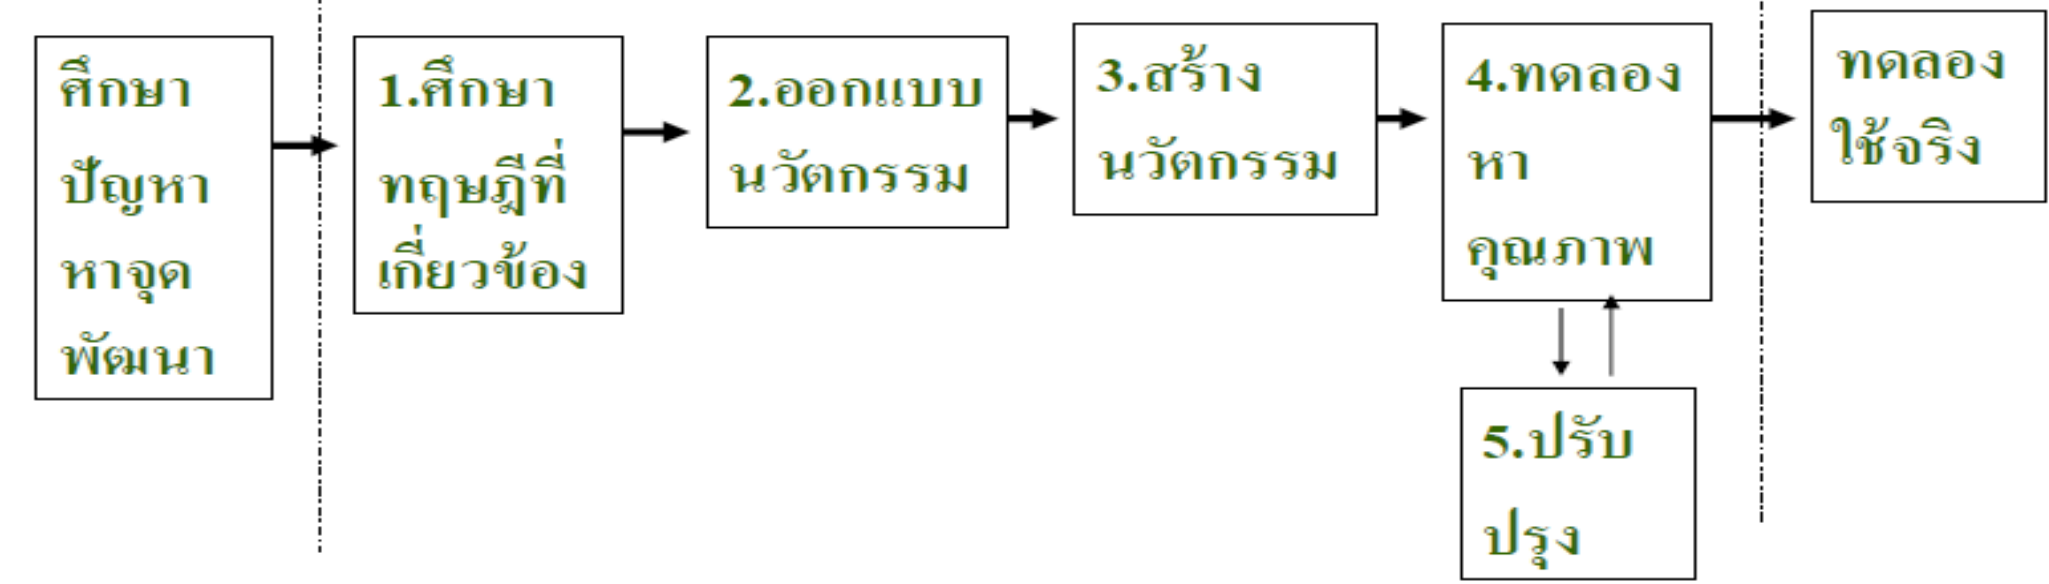 ศึกษา
ปัญหา
หาจุด
พัฒนา
1.ศึกษา
ทฤษฎีที่
เกี่ยวข้อง
2.ออกแบบ
นวัตกรรม
3.สร้าง
นวัตกรรม
4.ทดลอง
หา
คุณภาพ
5.ปรับ
ปรุง
ทดลอง
ใช้จริง